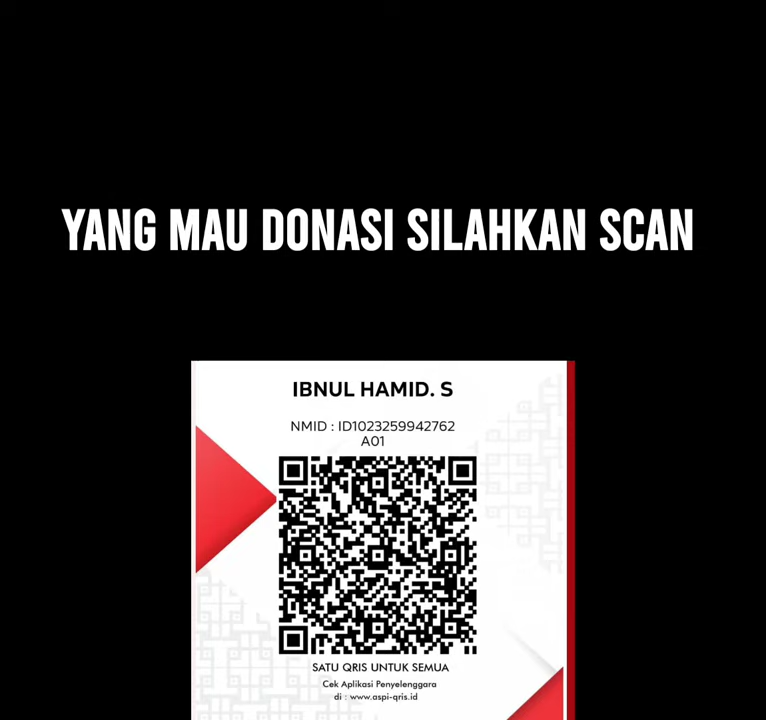 YANG MAU DONASI SILAHKAN SCAN
IBNUL HAMID. S
NMID : ID1023259942762
A01
SATU QRIS UNTUK SEMUA
Cek Aplikasi Penyelenggara
di : www.aspi-qris.id